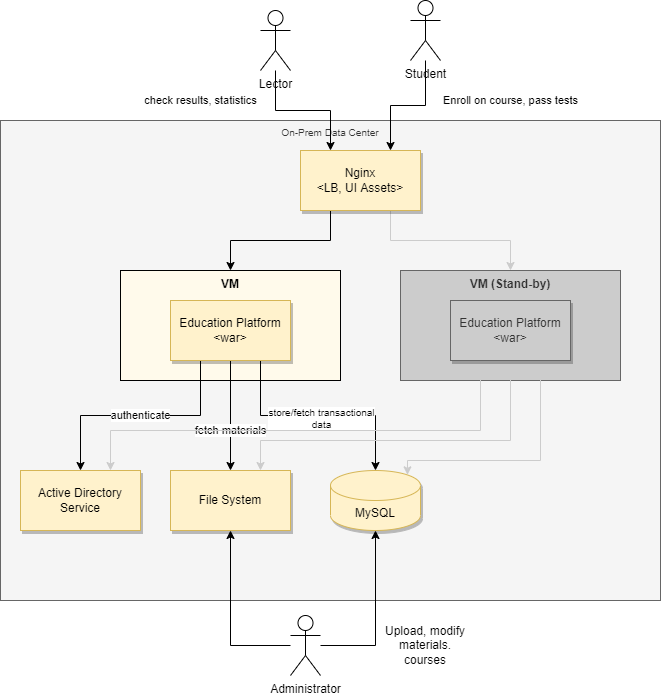 Lector
Student
check results, statistics
Enroll on course, pass tests
On-Prem Data Center
Nginx
<LB, UI Assets>
VM
VM (Stand-by)
Education Platform
<war>
Education Platform
<war>
authenticate
fetch materials
store/fetch transactional
data
Active Directory
Service
File System
MySQL
Upload, modify
materials.
courses
Administrator